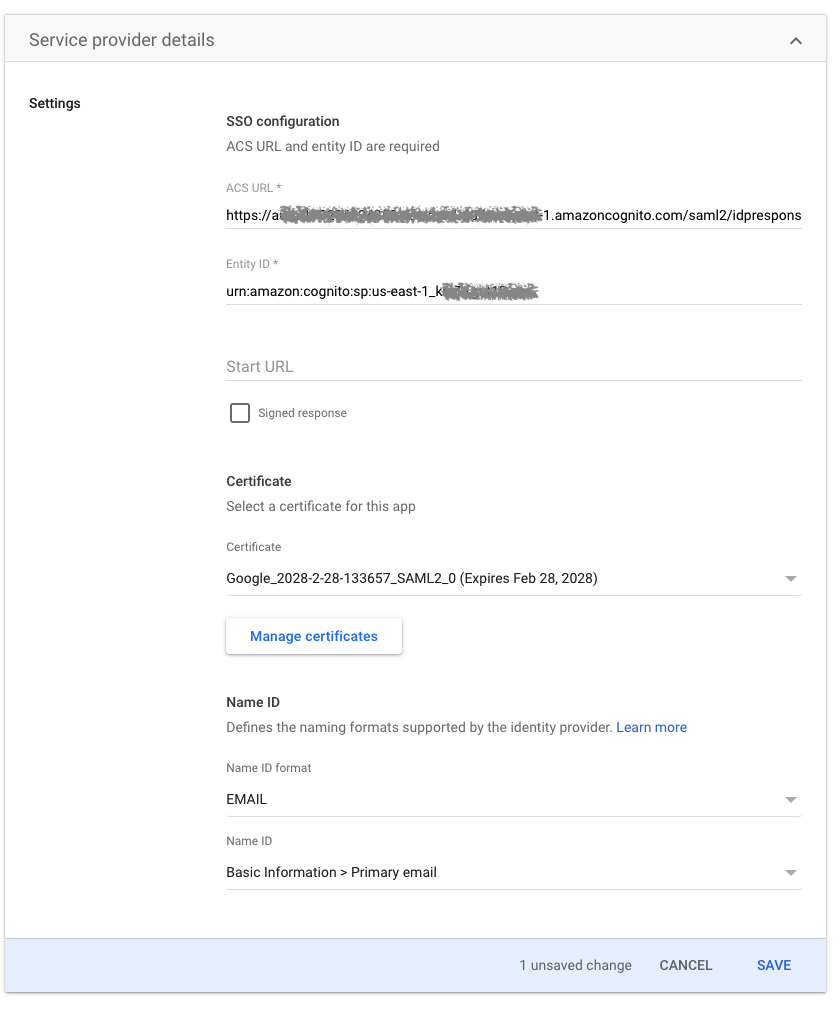 Service provider details
Settings
SSO configuration
ACS URL and entity ID are required
ACS URL *
https://a -1.amazoncognito.com/saml2/idprespons
Entity ID *
urn:amazon:cognito:sp:us-east-1_k
Start URL
Signed response
Certificate
Select a certificate for this app
Certificate
Google_2028-2-28-133657_SAML2_0 (Expires Feb 28, 2028)
Manage certificates
Name ID
Defines the naming formats supported by the identity provider. Learn more
Name ID format
EMAIL
Name ID
Basic Information > Primary email
1 unsaved change CANCEL SAVE